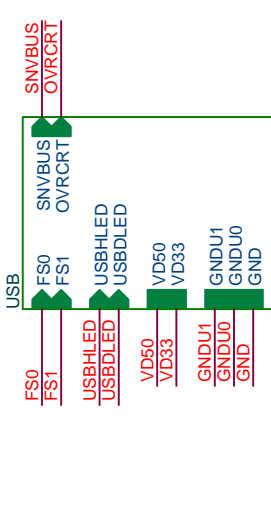 SNVBUS
OVRCRT
SNVBUS
OVRCRT
USB
FS0
FS1
USBHLED
USBDLED
VD50
VD33
GNDU1
GNDU0
GND
FS0
FS1
USBHLED
USBDLED
VD50
VD33
GNDU1
GNDU0
GND